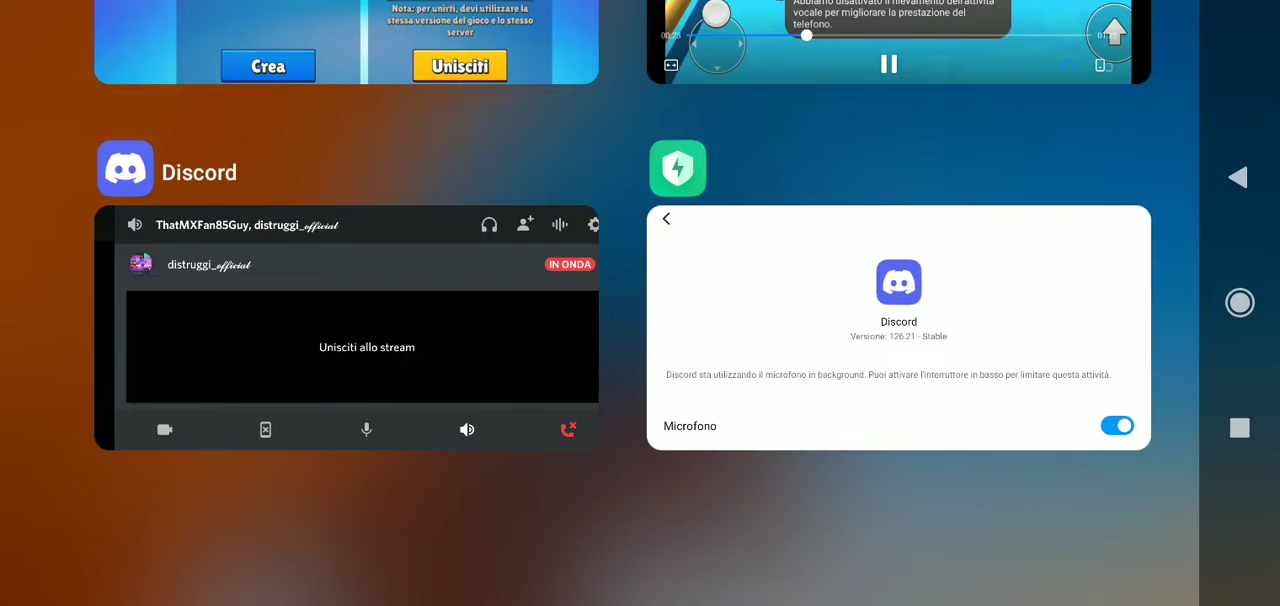 Nota: per unirti, devi utilizzare la
stessa versione del gioco e lo stesso
server
Crea
Unisciti
Abbiamo disattivato il rilevamento dell'attività
vocale per migliorare la prestazione del
telefono.
00:23
Discord
ThatMXFan85Guy, distruggi_𝓸𝓯𝓯𝓲𝓬𝓲𝓪𝓵
distruggi_𝓸𝓯𝓯𝓲𝓬𝓲𝓪𝓵
IN ONDA
Unisciti allo stream
Discord
Versione: 126.21 - Stable
Discord sta utilizzando il microfono in background. Puoi attivare l'interruttore in basso per limitare questa attività.
Microfono